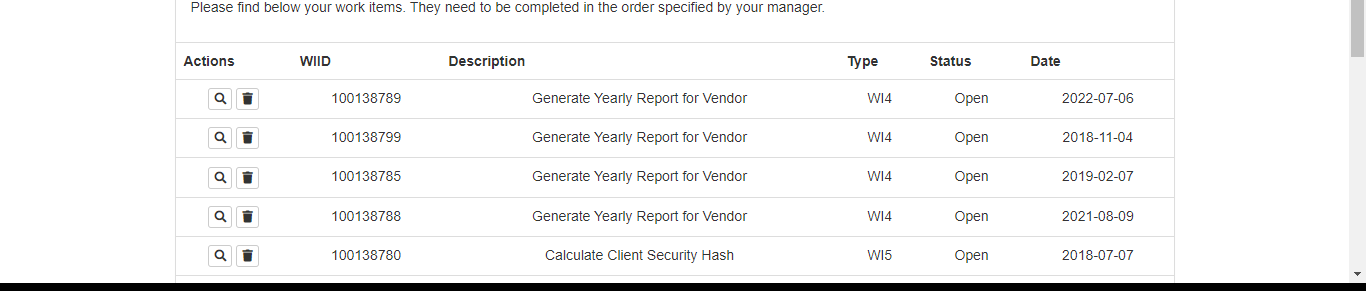 Please find below your work items. They need to be completed in the order specified by your manager.
Actions WIID Description Type Status Date
100138789 Generate Yearly Report for Vendor WI4 Open 2022-07-06
100138799 Generate Yearly Report for Vendor WI4 Open 2018-11-04
100138785 Generate Yearly Report for Vendor WI4 Open 2019-02-07
100138788 Generate Yearly Report for Vendor WI4 Open 2021-08-09
100138780 Calculate Client Security Hash WI5 Open 2018-07-07